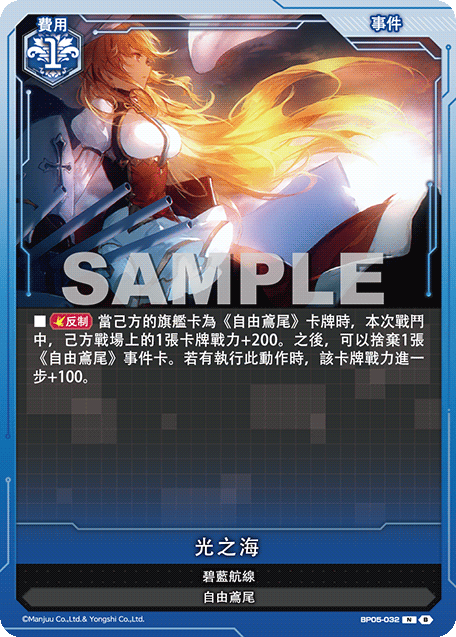 費用
1
事件
SAMPLE
■ 反制 當己方的旗艦卡為《自由鳶尾》卡牌時，本次戰鬥
中，己方戰場上的1張卡牌戰力+200。之後，可以捨棄1張
《自由鳶尾》事件卡。若有執行此動作時，該卡牌戰力進一
步+100。
光之海
碧藍航線
自由鳶尾
©Manjuu Co.,Ltd.& Yongshi Co.,Ltd. BP05-032 N B